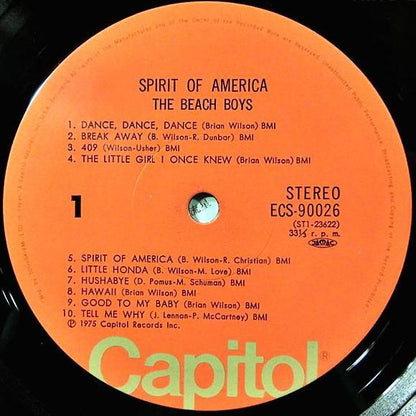 SPIRIT OF AMERICA
THE BEACH BOYS
1. DANCE, DANCE, DANCE (Brian Wilson) BMI
2. BREAK AWAY (B. Wilson-R. Dunbar) BMI
3. 409 (Wilson-Usher) BMI
4. THE LITTLE GIRL I ONCE KNEW (Brian Wilson) BMI
1
STEREO
ECS-90026
(ST1-23622)
33⅓ r. p. m.
JASRAC
5. SPIRIT OF AMERICA (B. Wilson-R. Christian) BMI
6. LITTLE HONDA (B. Wilson-M. Love) BMI
7. HUSHABYE (D. Pomus-M. Schuman) BMI
8. HAWAII (Brian Wilson) BMI
9. GOOD TO MY BABY (Brian Wilson) BMI
10. TELL ME WHY (J. Lennon-P. McCartney) BMI
℗ 1975 Capitol Records Inc.
Capitol®